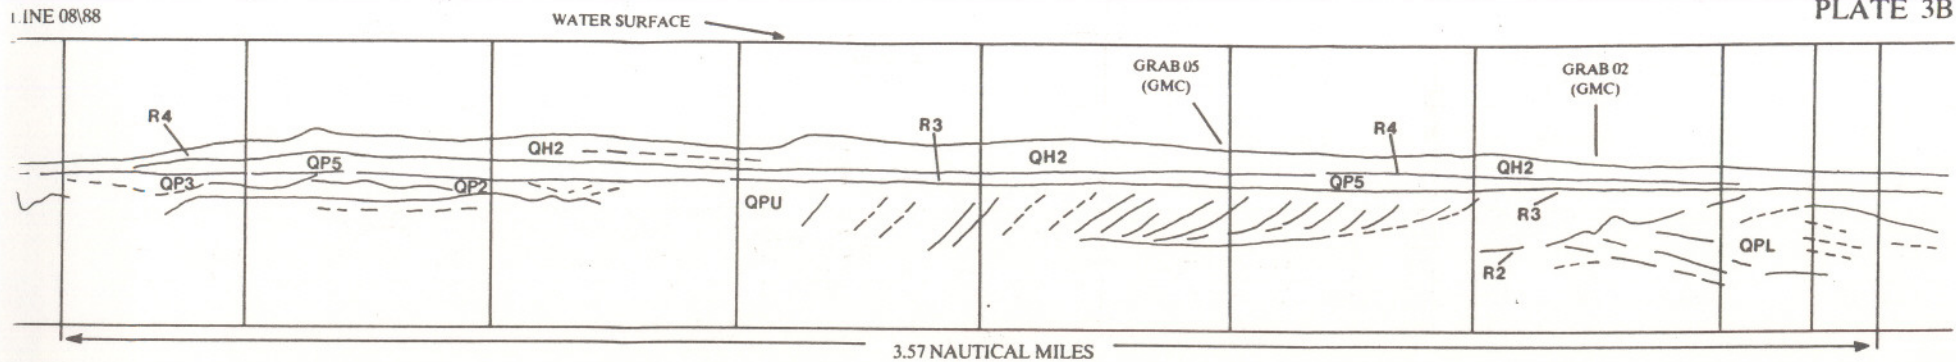 LINE 08\88
PLATE 3B
WATER SURFACE
GRAB 05
(GMC)
GRAB 02
(GMC)
R4
R3
R4
QH2
QH2
QH2
QP5
QP5
QP3
QP2
QPU
R3
QPL
R2
3.57 NAUTICAL MILES